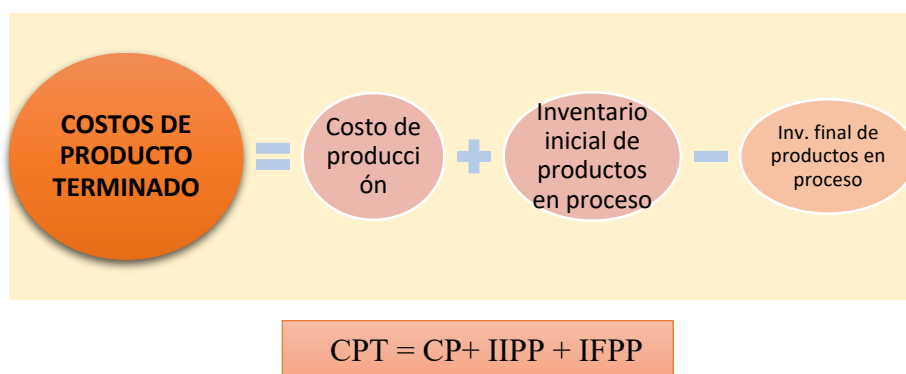 COSTOS DE
PRODUCTO
TERMINADO
Costo de
producci
ón
Inventario
inicial de
productos
en proceso
Inv. final de
productos en
proceso
CPT = CP+ IIPP + IFPP